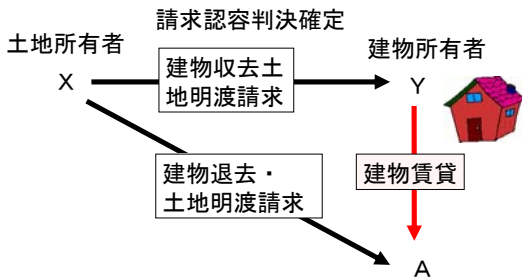 請求認容判決確定
土地所有者
建物所有者
X
建物収去土
地明渡請求
Y
建物退去・
土地明渡請求
建物賃貸
A